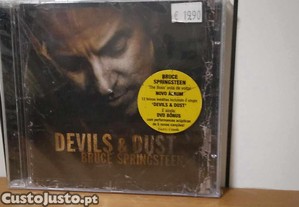 € 19,90
BRUCE
SPRINGSTEEN
NOVO ÁLBUM
DEVILS & DUST
DVD BÓNUS
DEVILS & DUST
BRUCE SPRINGSTEEN
CustoJusto.pt